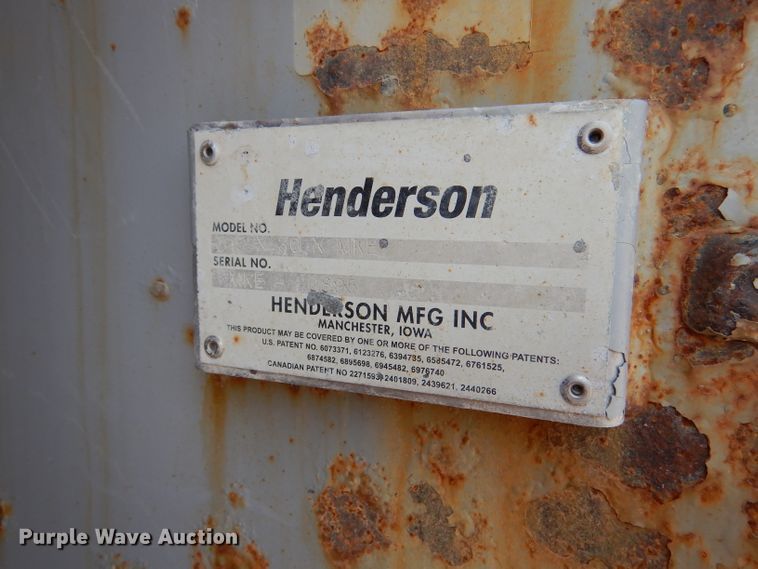 Henderson
MODEL NO.
SERIAL NO.
HENDERSON MFG INC
MANCHESTER, IOWA
THIS PRODUCT MAY BE COVERED BY ONE OR MORE OF THE FOLLOWING PATENTS:
U.S. PATENT NO. 6073371, 6123276, 6394735, 6585472, 6761525,
6874582, 6895698, 6945482, 6976740
CANADIAN PATENT NO 2271593, 2401809, 2439621, 2440266
Purple Wave Auction